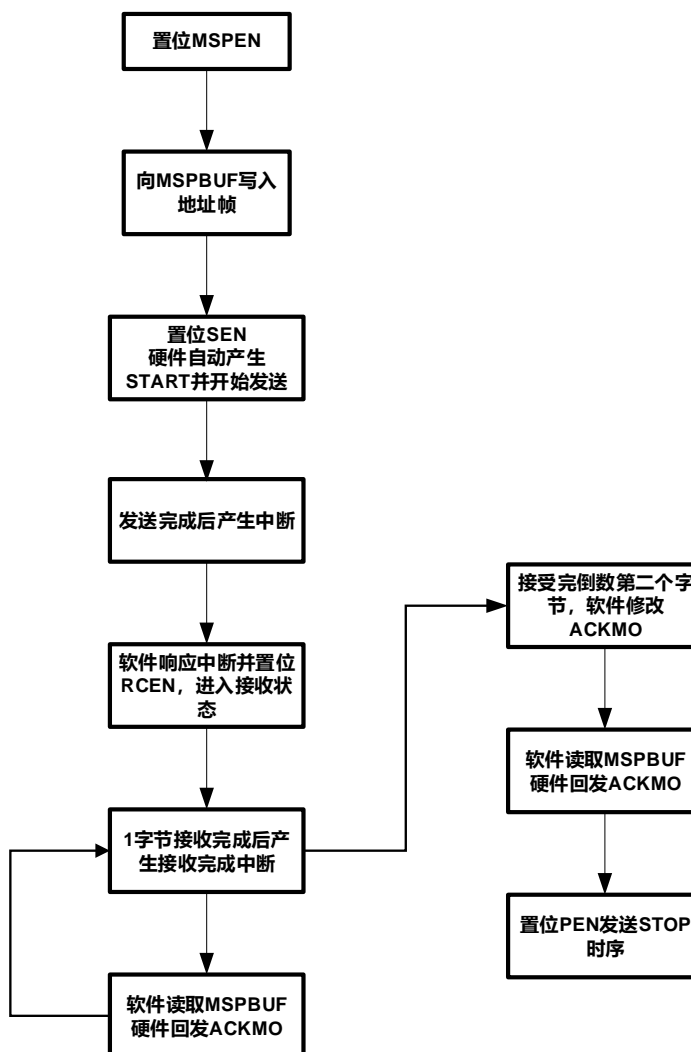 置位MSPEN
向MSPBUF写入
地址帧
置位SEN
硬件自动产生
START并开始发送
发送完成后产生中断
软件响应中断并置位
RCEN，进入接收状
态
1字节接收完成后产
生接收完成中断
软件读取MSPBUF
硬件回发ACKMO
接受完倒数第二个字
节，软件修改
ACKMO
软件读取MSPBUF
硬件回发ACKMO
置位PEN发送STOP
时序